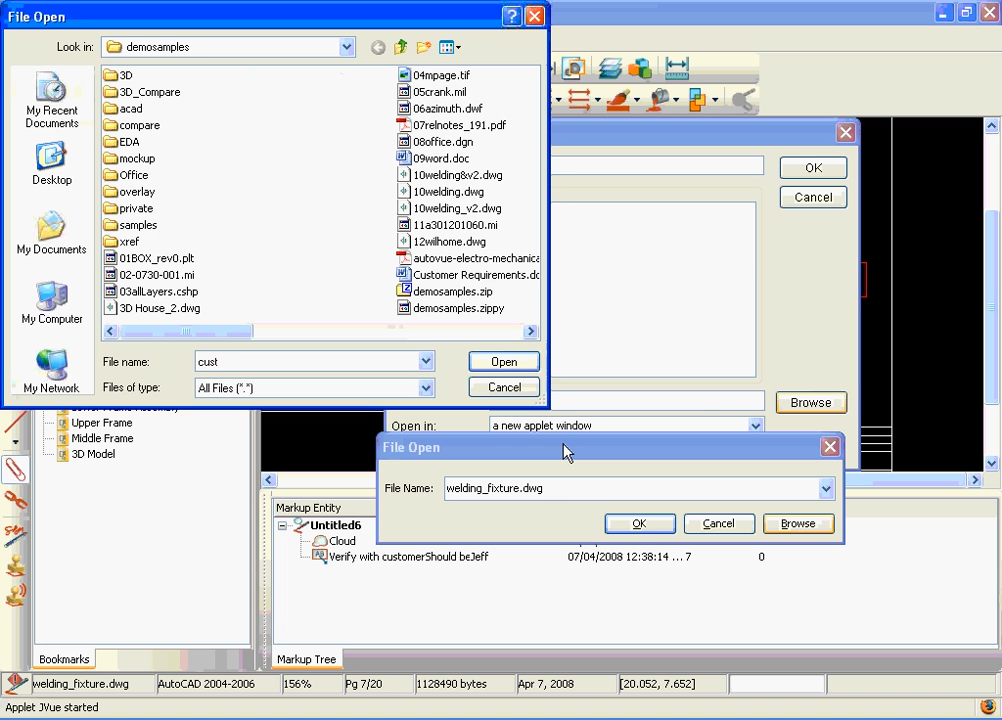 File Open
Look in: demosamples
My Recent Documents
Desktop
My Documents
My Computer
My Network
3D
3D_Compare
acad
compare
EDA
mockup
Office
overlay
private
samples
xref
01BOX_rev0.plt
02-0730-001.mi
03allLayers.cshp
3D House_2.dwg
04mpage.tif
05crank.mil
06azimuth.dwf
07relnotes_191.pdf
08office.dgn
09word.doc
10welding&v2.dwg
10welding.dwg
10welding_v2.dwg
11a301201060.mi
12wilhome.dwg
autovue-electro-mechanica
Customer Requirements.dc
demosamples.zip
demosamples.zippy
File name: cust
Open
Files of type: All Files (*.*)
Cancel
OK
Cancel
Browse
Open in: a new applet window
Upper Frame
Middle Frame
3D Model
File Open
File Name: welding_fixture.dwg
OK Cancel Browse
Markup Entity
Untitled6
Cloud
Verify with customerShould beJeff 07/04/2008 12:38:14 ... 7 0
Bookmarks
Markup Tree
welding_fixture.dwg AutoCAD 2004-2006 156% Pg 7/20 1128490 bytes Apr 7, 2008 [20.052, 7.652]
Applet JVue started